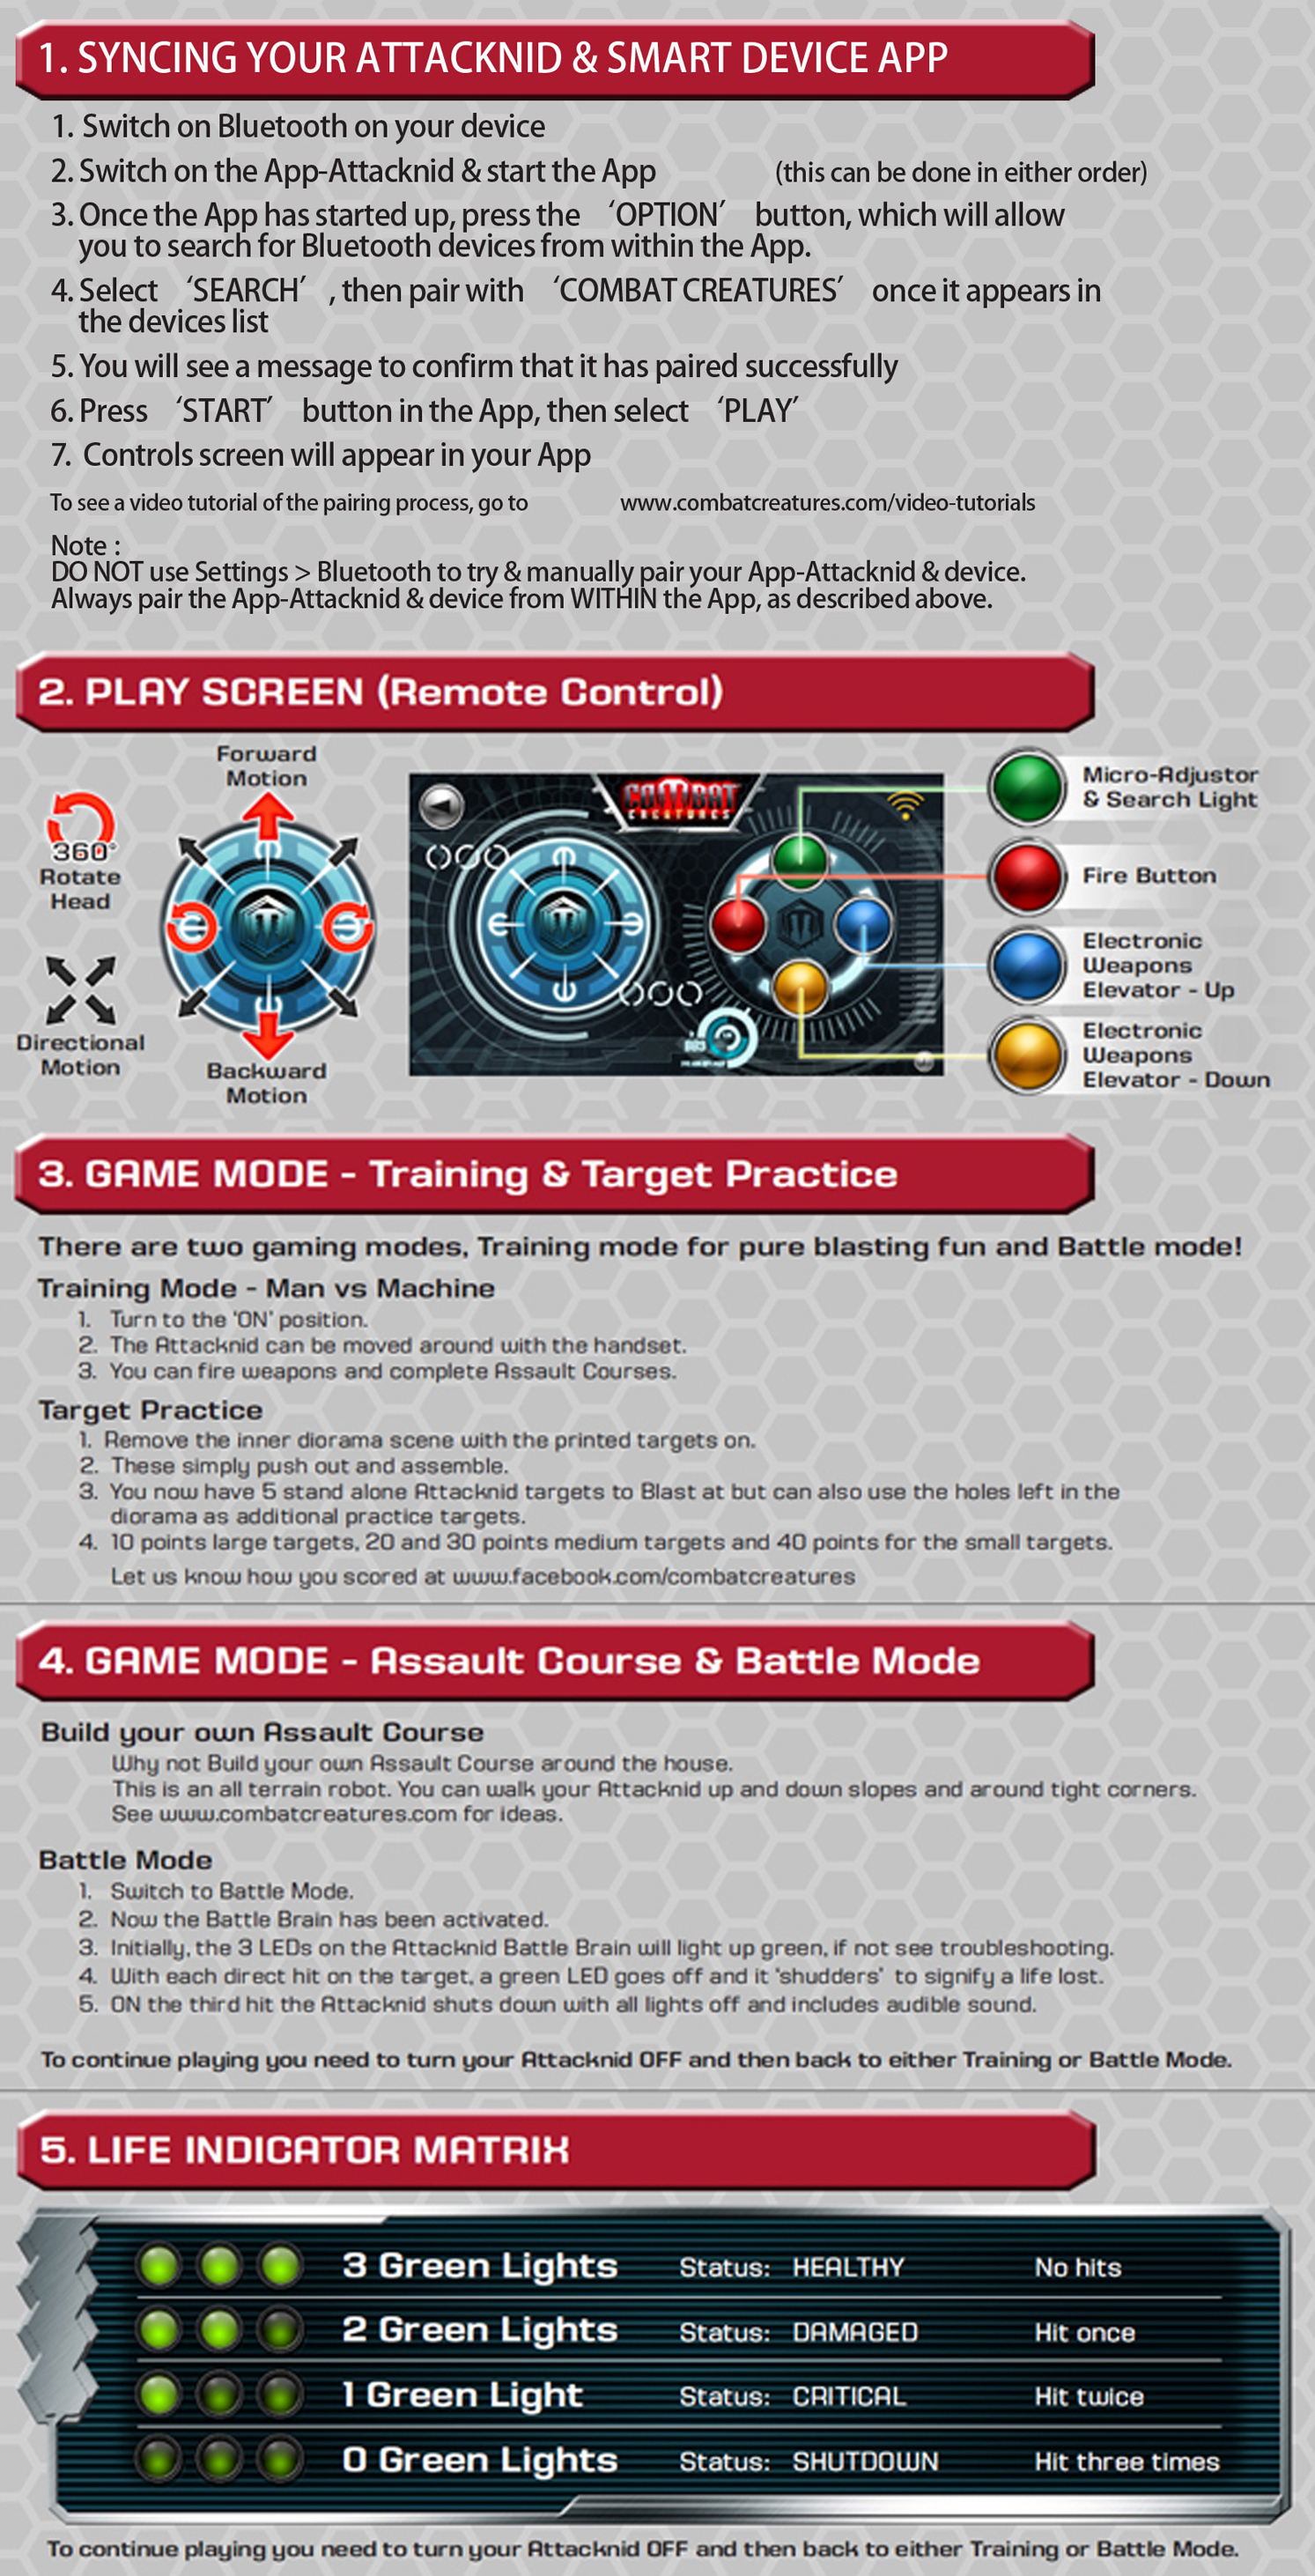 1. SYNCING YOUR ATTACKNID & SMART DEVICE APP
1. Switch on Bluetooth on your device
2. Switch on the App-Attacknid & start the App (this can be done in either order)
3. Once the App has started up, press the ‘OPTION’ button, which will allow
you to search for Bluetooth devices from within the App.
4. Select ‘SEARCH’ , then pair with ‘COMBAT CREATURES’ once it appears in
the devices list
5. You will see a message to confirm that it has paired successfully
6. Press ‘START’ button in the App, then select ‘PLAY’
7. Controls screen will appear in your App
To see a video tutorial of the pairing process, go to www.combatcreatures.com/video-tutorials
Note :
DO NOT use Settings > Bluetooth to try & manually pair your App-Attacknid & device.
Always pair the App-Attacknid & device from WITHIN the App, as described above.
2. PLAY SCREEN (Remote Control)
360°
Rotate
Head
Directional
Motion
Forward
Motion
Backward
Motion
COMBAT
CREATURES
Micro-Adjustor
& Search Light
Fire Button
Electronic
Weapons
Elevator - Up
Electronic
Weapons
Elevator - Down
3. GAME MODE - Training & Target Practice
There are two gaming modes, Training mode for pure blasting fun and Battle mode!
Training Mode - Man vs Machine
1. Turn to the 'ON' position.
2. The Attacknid can be moved around with the handset.
3. You can fire weapons and complete Assault Courses.
Target Practice
1. Remove the inner diorama scene with the printed targets on.
2. These simply push out and assemble.
3. You now have 5 stand alone Attacknid targets to Blast at but can also use the holes left in the
diorama as additional practice targets.
4. 10 points large targets, 20 and 30 points medium targets and 40 points for the small targets.
Let us know how you scored at www.facebook.com/combatcreatures
4. GAME MODE - Assault Course & Battle Mode
Build your own Assault Course
Why not Build your own Assault Course around the house.
This is an all terrain robot. You can walk your Attacknid up and down slopes and around tight corners.
See www.combatcreatures.com for ideas.
Battle Mode
1. Switch to Battle Mode.
2. Now the Battle Brain has been activated.
3. Initially, the 3 LEDs on the Attacknid Battle Brain will light up green, if not see troubleshooting.
4. With each direct hit on the target, a green LED goes off and it 'shudders' to signify a life lost.
5. ON the third hit the Attacknid shuts down with all lights off and includes audible sound.
To continue playing you need to turn your Attacknid OFF and then back to either Training or Battle Mode.
5. LIFE INDICATOR MATRIX
3 Green Lights Status: HEALTHY No hits
2 Green Lights Status: DAMAGED Hit once
1 Green Light Status: CRITICAL Hit twice
0 Green Lights Status: SHUTDOWN Hit three times
To continue playing you need to turn your Attacknid OFF and then back to either Training or Battle Mode.